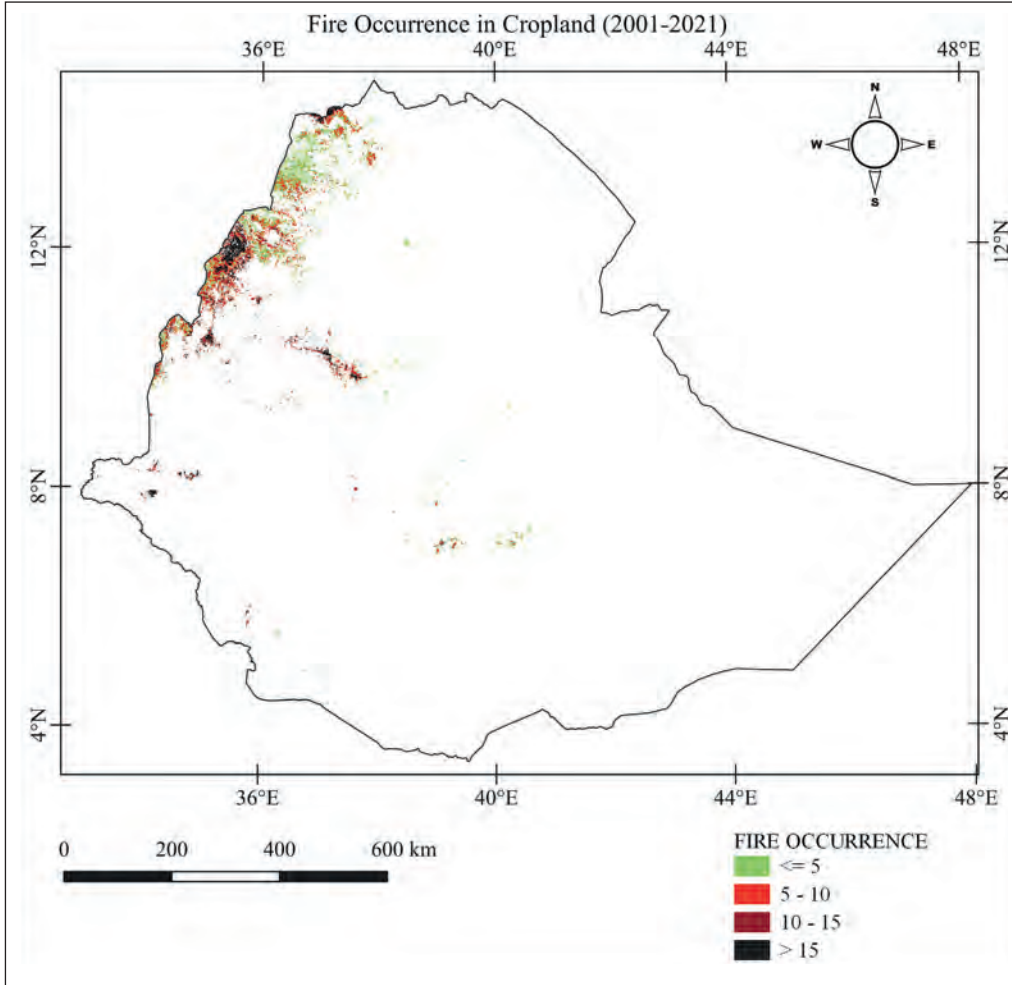 Fire Occurrence in Cropland (2001-2021)
36°E 40°E 44°E 48°E
N
W E
S
12°N 12°N
8°N 8°N
4°N 4°N
36°E 40°E 44°E 48°E
0 200 400 600 km
FIRE OCCURRENCE
<= 5
5 - 10
10 - 15
> 15